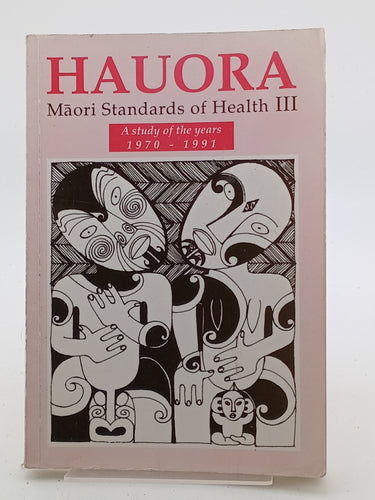 HAUORA
Māori Standards of Health III
A study of the years
1970 - 1991